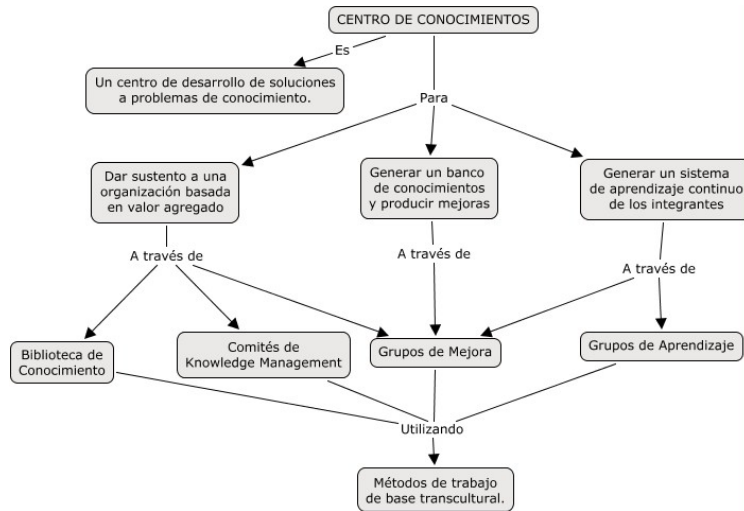 CENTRO DE CONOCIMIENTOS
Es
Un centro de desarrollo de soluciones
a problemas de conocimiento.
Para
Dar sustento a una
organización basada
en valor agregado
Generar un banco
de conocimientos
y producir mejoras
Generar un sistema
de aprendizaje continuo
de los integrantes
A través de
A través de
A través de
Biblioteca de
Conocimiento
Comités de
Knowledge Management
Grupos de Mejora
Grupos de Aprendizaje
Utilizando
Métodos de trabajo
de base transcultural.